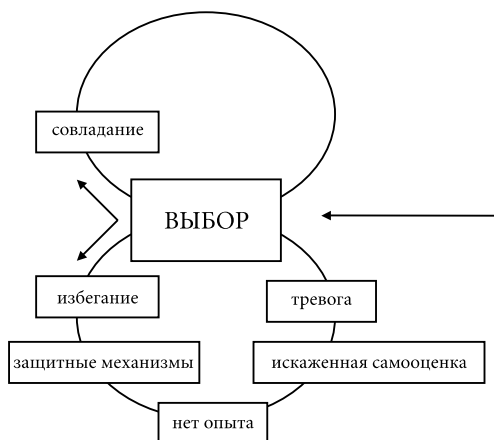 совладание
ВЫБОР
избегание
тревога
защитные механизмы
искаженная самооценка
нет опыта